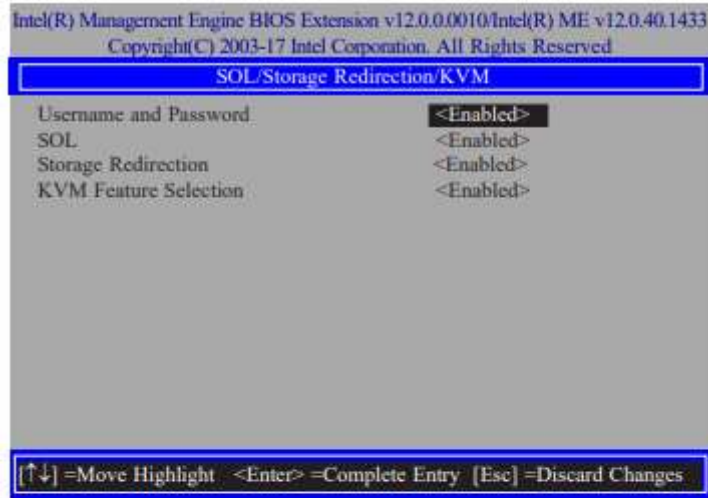 Intel(R) Management Engine BIOS Extension v12.0.0.0010/Intel(R) ME v12.0.40.1433
Copyright(C) 2003-17 Intel Corporation. All Rights Reserved
SOL/Storage Redirection/KVM
Username and Password <Enabled>
SOL <Enabled>
Storage Redirection <Enabled>
KVM Feature Selection <Enabled>
[↑↓] =Move Highlight <Enter> =Complete Entry [Esc] =Discard Changes